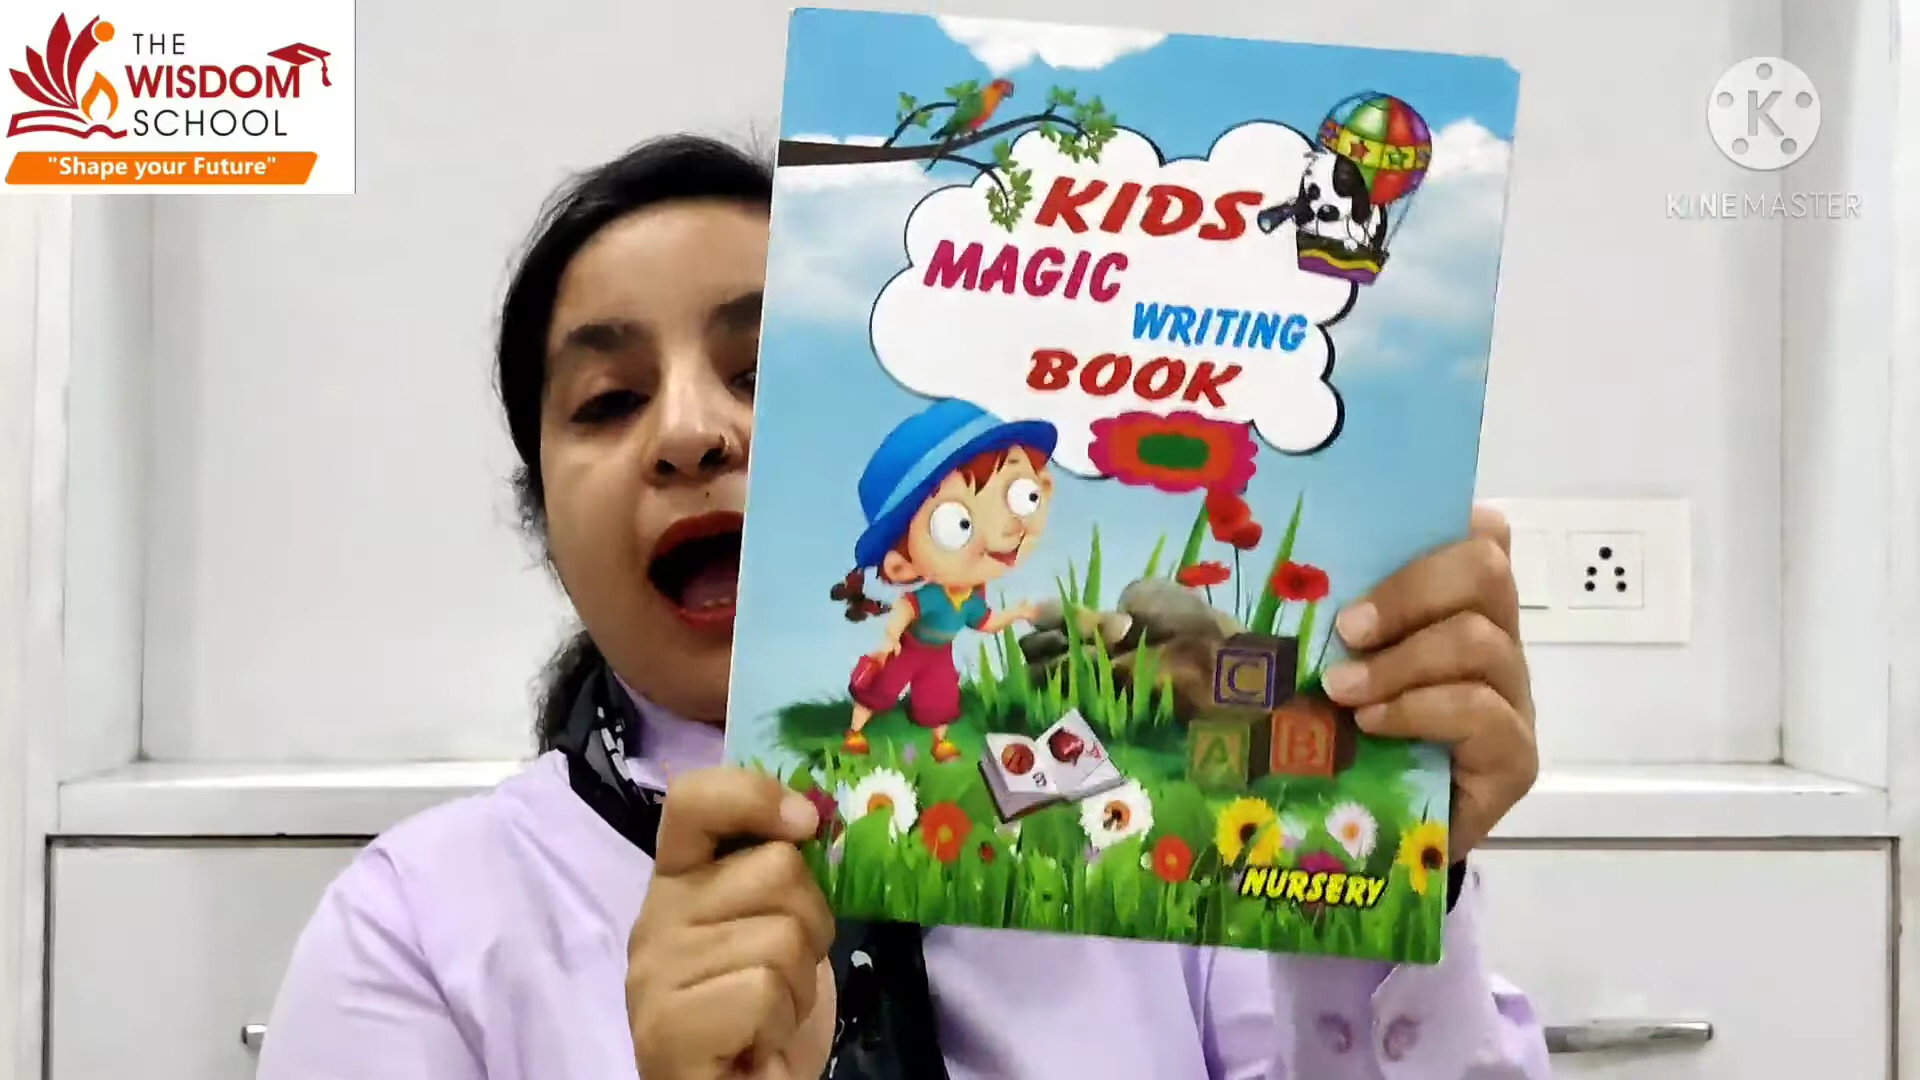 THE
WISDOM
SCHOOL
"Shape your Future"
K
KINEMASTER
KIDS
MAGIC
WRITING
BOOK
C
A B
NURSERY